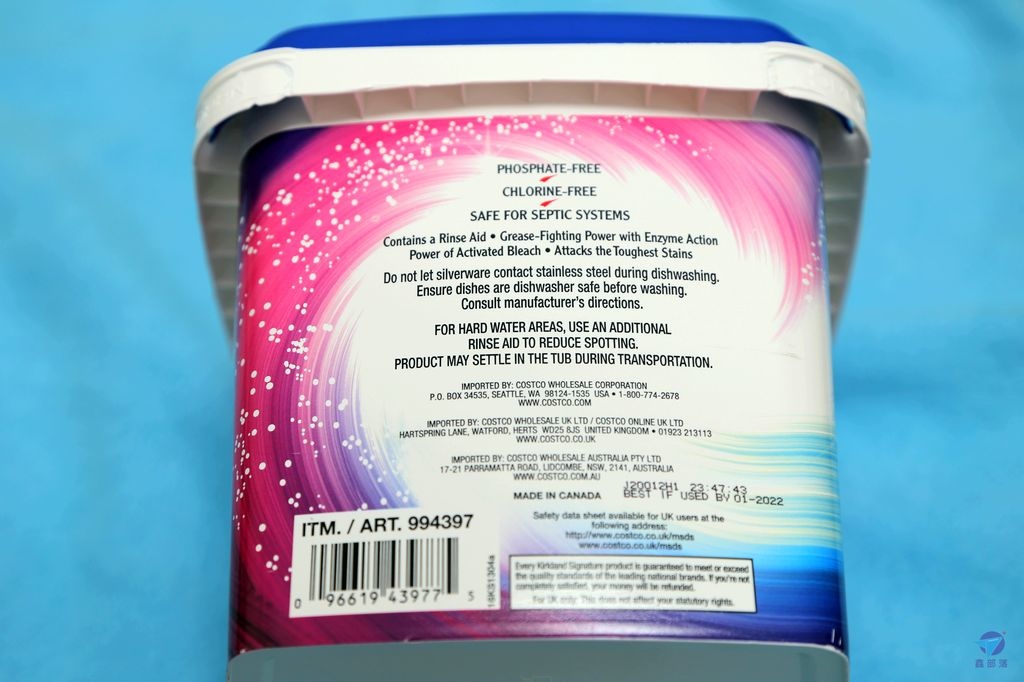 PHOSPHATE-FREE
CHLORINE-FREE
SAFE FOR SEPTIC SYSTEMS
Contains a Rinse Aid • Grease-Fighting Power with Enzyme Action
Power of Activated Bleach • Attacks the Toughest Stains
Do not let silverware contact stainless steel during dishwashing.
Ensure dishes are dishwasher safe before washing.
Consult manufacturer's directions.
FOR HARD WATER AREAS, USE AN ADDITIONAL
RINSE AID TO REDUCE SPOTTING.
PRODUCT MAY SETTLE IN THE TUB DURING TRANSPORTATION.
IMPORTED BY: COSTCO WHOLESALE CORPORATION
P.O. BOX 34535, SEATTLE, WA 98124-1535 USA • 1-800-774-2678
WWW.COSTCO.COM
IMPORTED BY: COSTCO WHOLESALE UK LTD / COSTCO ONLINE UK LTD
HARTSPRING LANE, WATFORD, HERTS WD25 8JS UNITED KINGDOM • 01923 213113
WWW.COSTCO.CO.UK
IMPORTED BY: COSTCO WHOLESALE AUSTRALIA PTY LTD
17-21 PARRAMATTA ROAD, LIDCOMBE, NSW, 2141, AUSTRALIA
WWW.COSTCO.COM.AU
J20012H1 23:47:43
MADE IN CANADA BEST IF USED BY 01-2022
Safety data sheet available for UK users at the
following address:
http://www.costco.co.uk/msds
www.costco.co.uk/msds
ITM. / ART. 994397
0 96619 43977 5
16KS1304a
Every Kirkland Signature product is guaranteed to meet or exceed
the quality standards of the leading national brands. If you're not
completely satisfied, your money will be refunded.
For UK only: This does not affect your statutory rights.
鑫部落